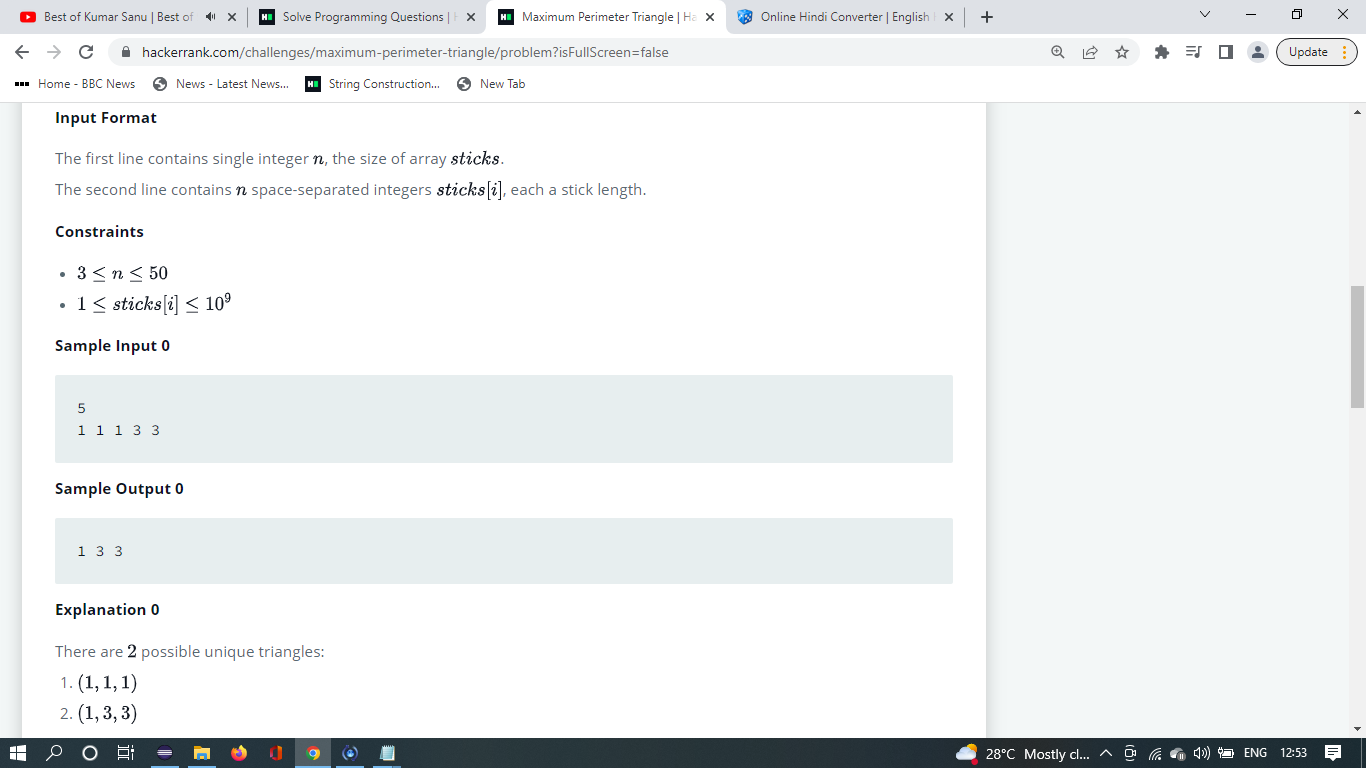 Best of Kumar Sanu | Best of
Solve Programming Questions |
Maximum Perimeter Triangle | Ha
Online Hindi Converter | English
hackerrank.com/challenges/maximum-perimeter-triangle/problem?isFullScreen=false
Update
Home - BBC News
News - Latest News...
String Construction...
New Tab
Input Format
The first line contains single integer n, the size of array sticks.
The second line contains n space-separated integers sticks[i], each a stick length.
Constraints
• 3 ≤ n ≤ 50
• 1 ≤ sticks[i] ≤ 10⁹
Sample Input 0
5
1 1 1 3 3
Sample Output 0
1 3 3
Explanation 0
There are 2 possible unique triangles:
1. (1, 1, 1)
2. (1, 3, 3)
28°C Mostly cl...
ENG
12:53